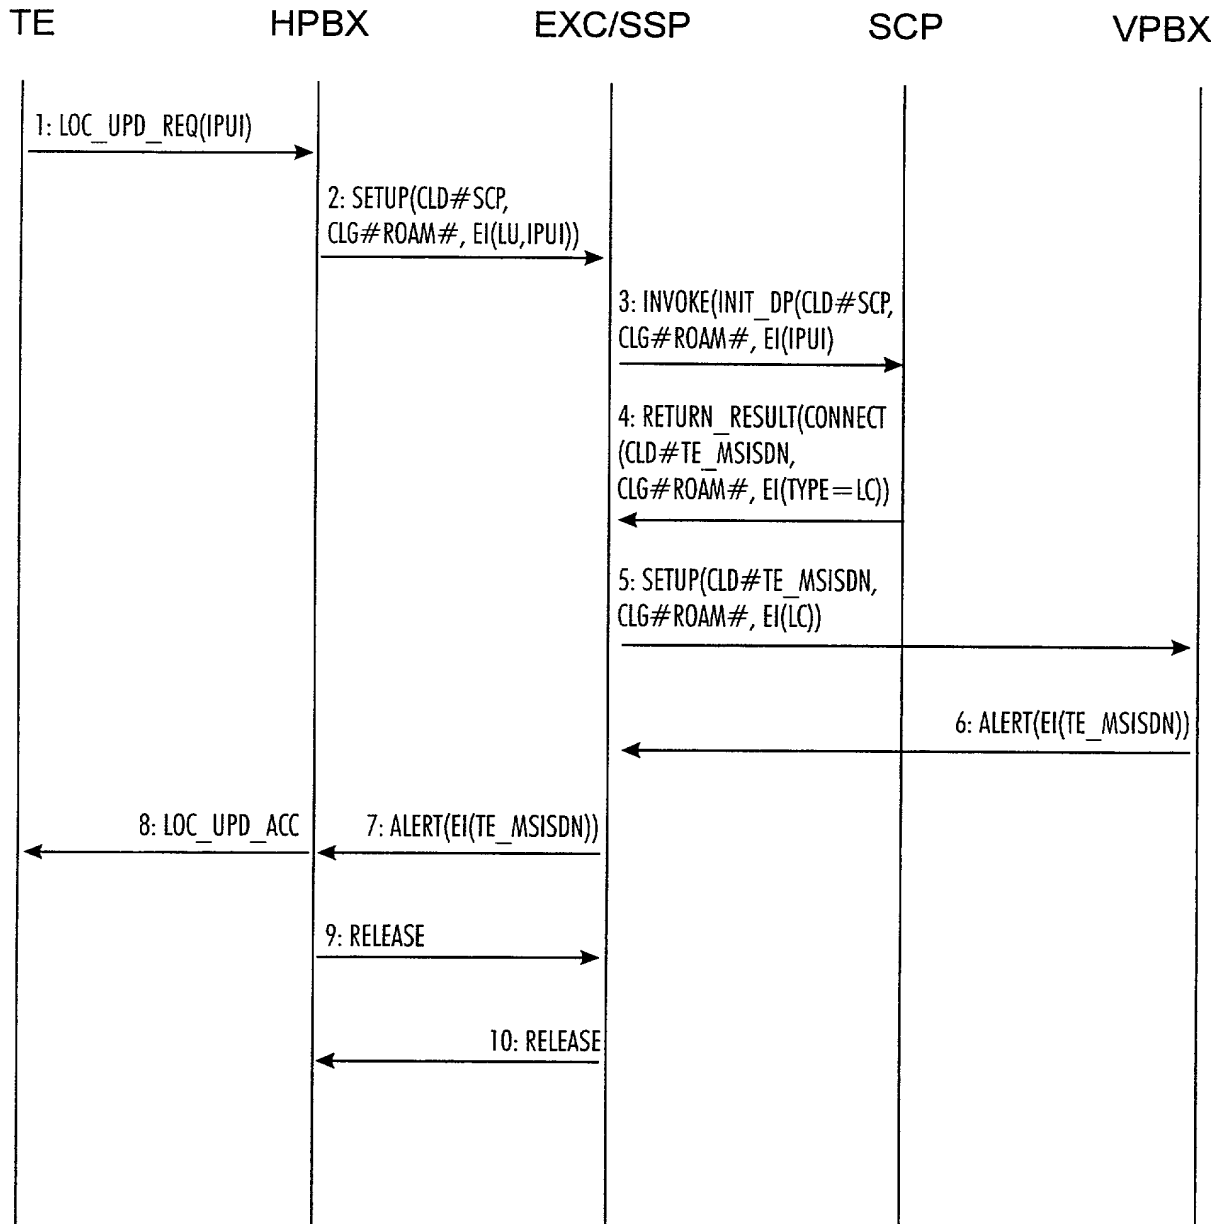 TE HPBX EXC/SSP SCP VPBX
1: LOC_UPD_REQ(IPUI)
2: SETUP(CLD#SCP,
CLG#ROAM#, EI(LU,IPUI))
3: INVOKE(INIT_DP(CLD#SCP,
CLG#ROAM#, EI(IPUI)
4: RETURN_RESULT(CONNECT
(CLD#TE_MSISDN,
CLG#ROAM#, EI(TYPE=LC))
5: SETUP(CLD#TE_MSISDN,
CLG#ROAM#, EI(LC))
6: ALERT(EI(TE_MSISDN))
8: LOC_UPD_ACC 7: ALERT(EI(TE_MSISDN))
9: RELEASE
10: RELEASE